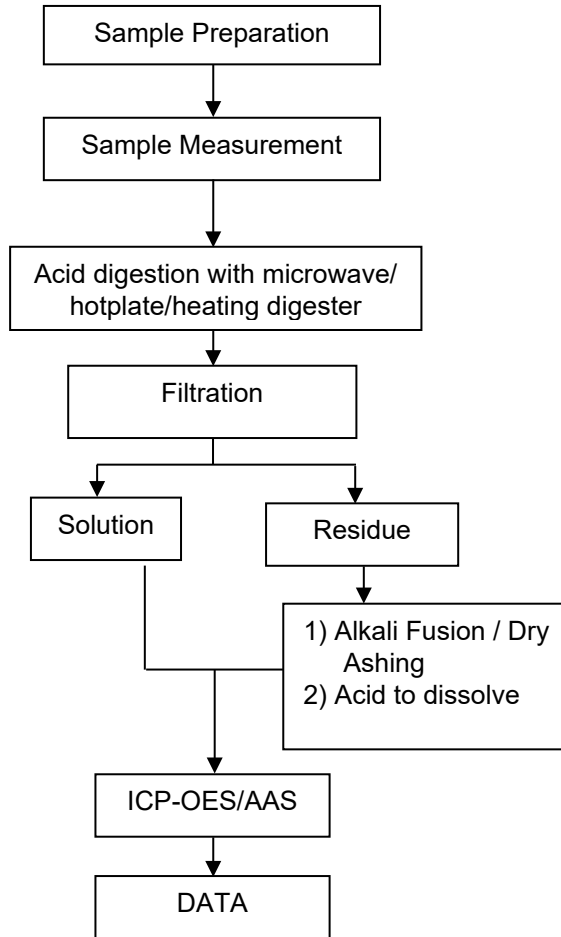 Sample Preparation
Sample Measurement
Acid digestion with microwave/
hotplate/heating digester
Filtration
Solution
Residue
1) Alkali Fusion / Dry
Ashing
2) Acid to dissolve
ICP-OES/AAS
DATA